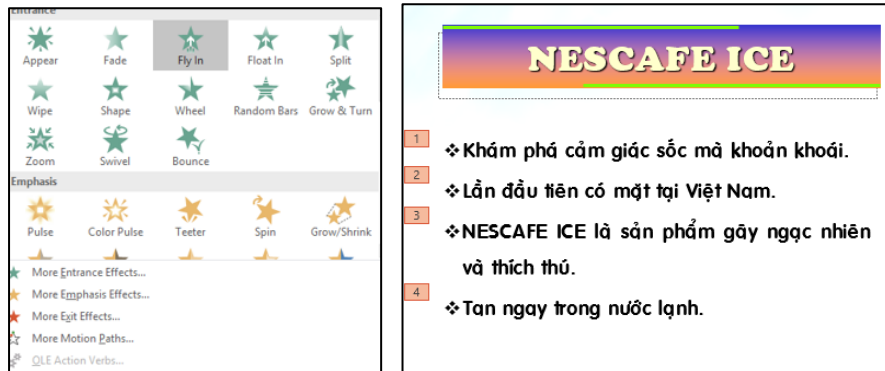 Entrance
Appear Fade Fly In Float In Split
Wipe Shape Wheel Random Bars Grow & Turn
Zoom Swivel Bounce
Emphasis
Pulse Color Pulse Teeter Spin Grow/Shrink
More Entrance Effects...
More Emphasis Effects...
More Exit Effects...
More Motion Paths...
OLE Action Verbs...
NESCAFE ICE
1
❖Khám phá cảm giác sốc mà khoản khoái.
2
❖Lần đầu tiên có mặt tại Việt Nam.
3
❖NESCAFE ICE là sản phẩm gây ngạc nhiên
và thích thú.
4
❖Tan ngay trong nước lạnh.